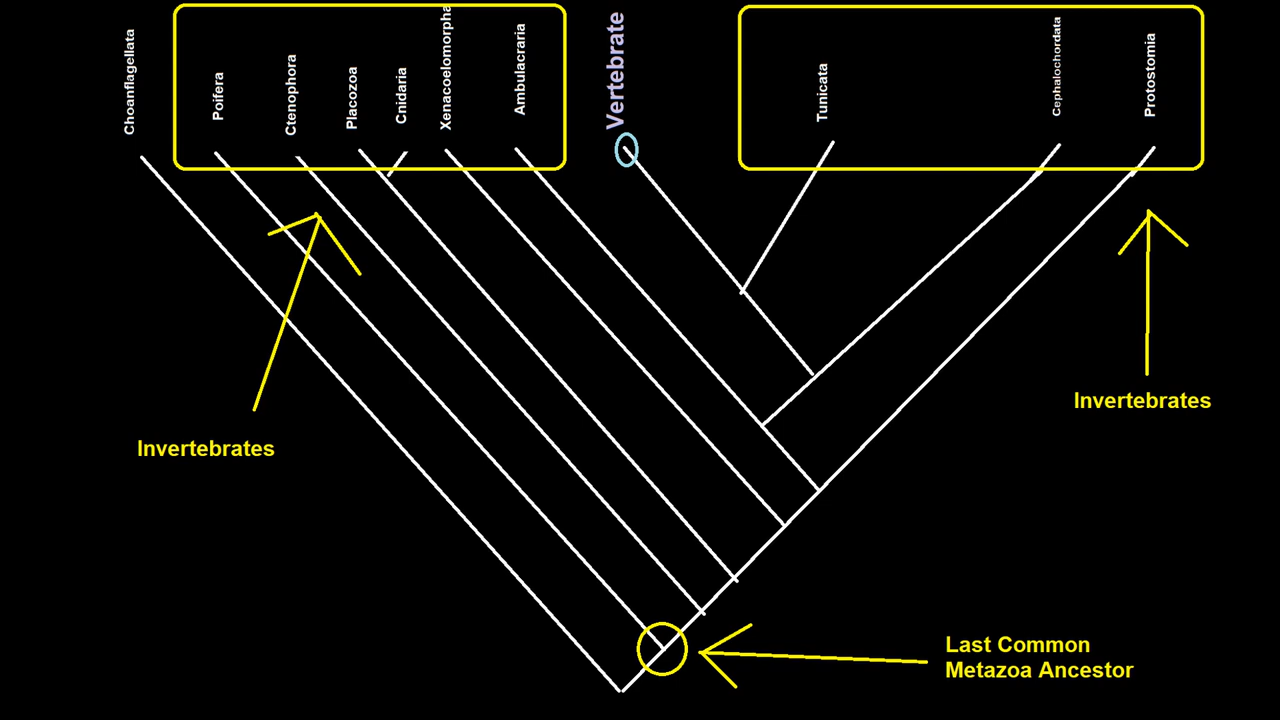 Choanflagellata
Poifera
Ctenophora
Placozoa
Cnidaria
Xenacoelomorpha
Ambulacraria
Vertebrate
Tunicata
Cephalochordata
Protostomia
Invertebrates
Invertebrates
Last Common
Metazoa Ancestor